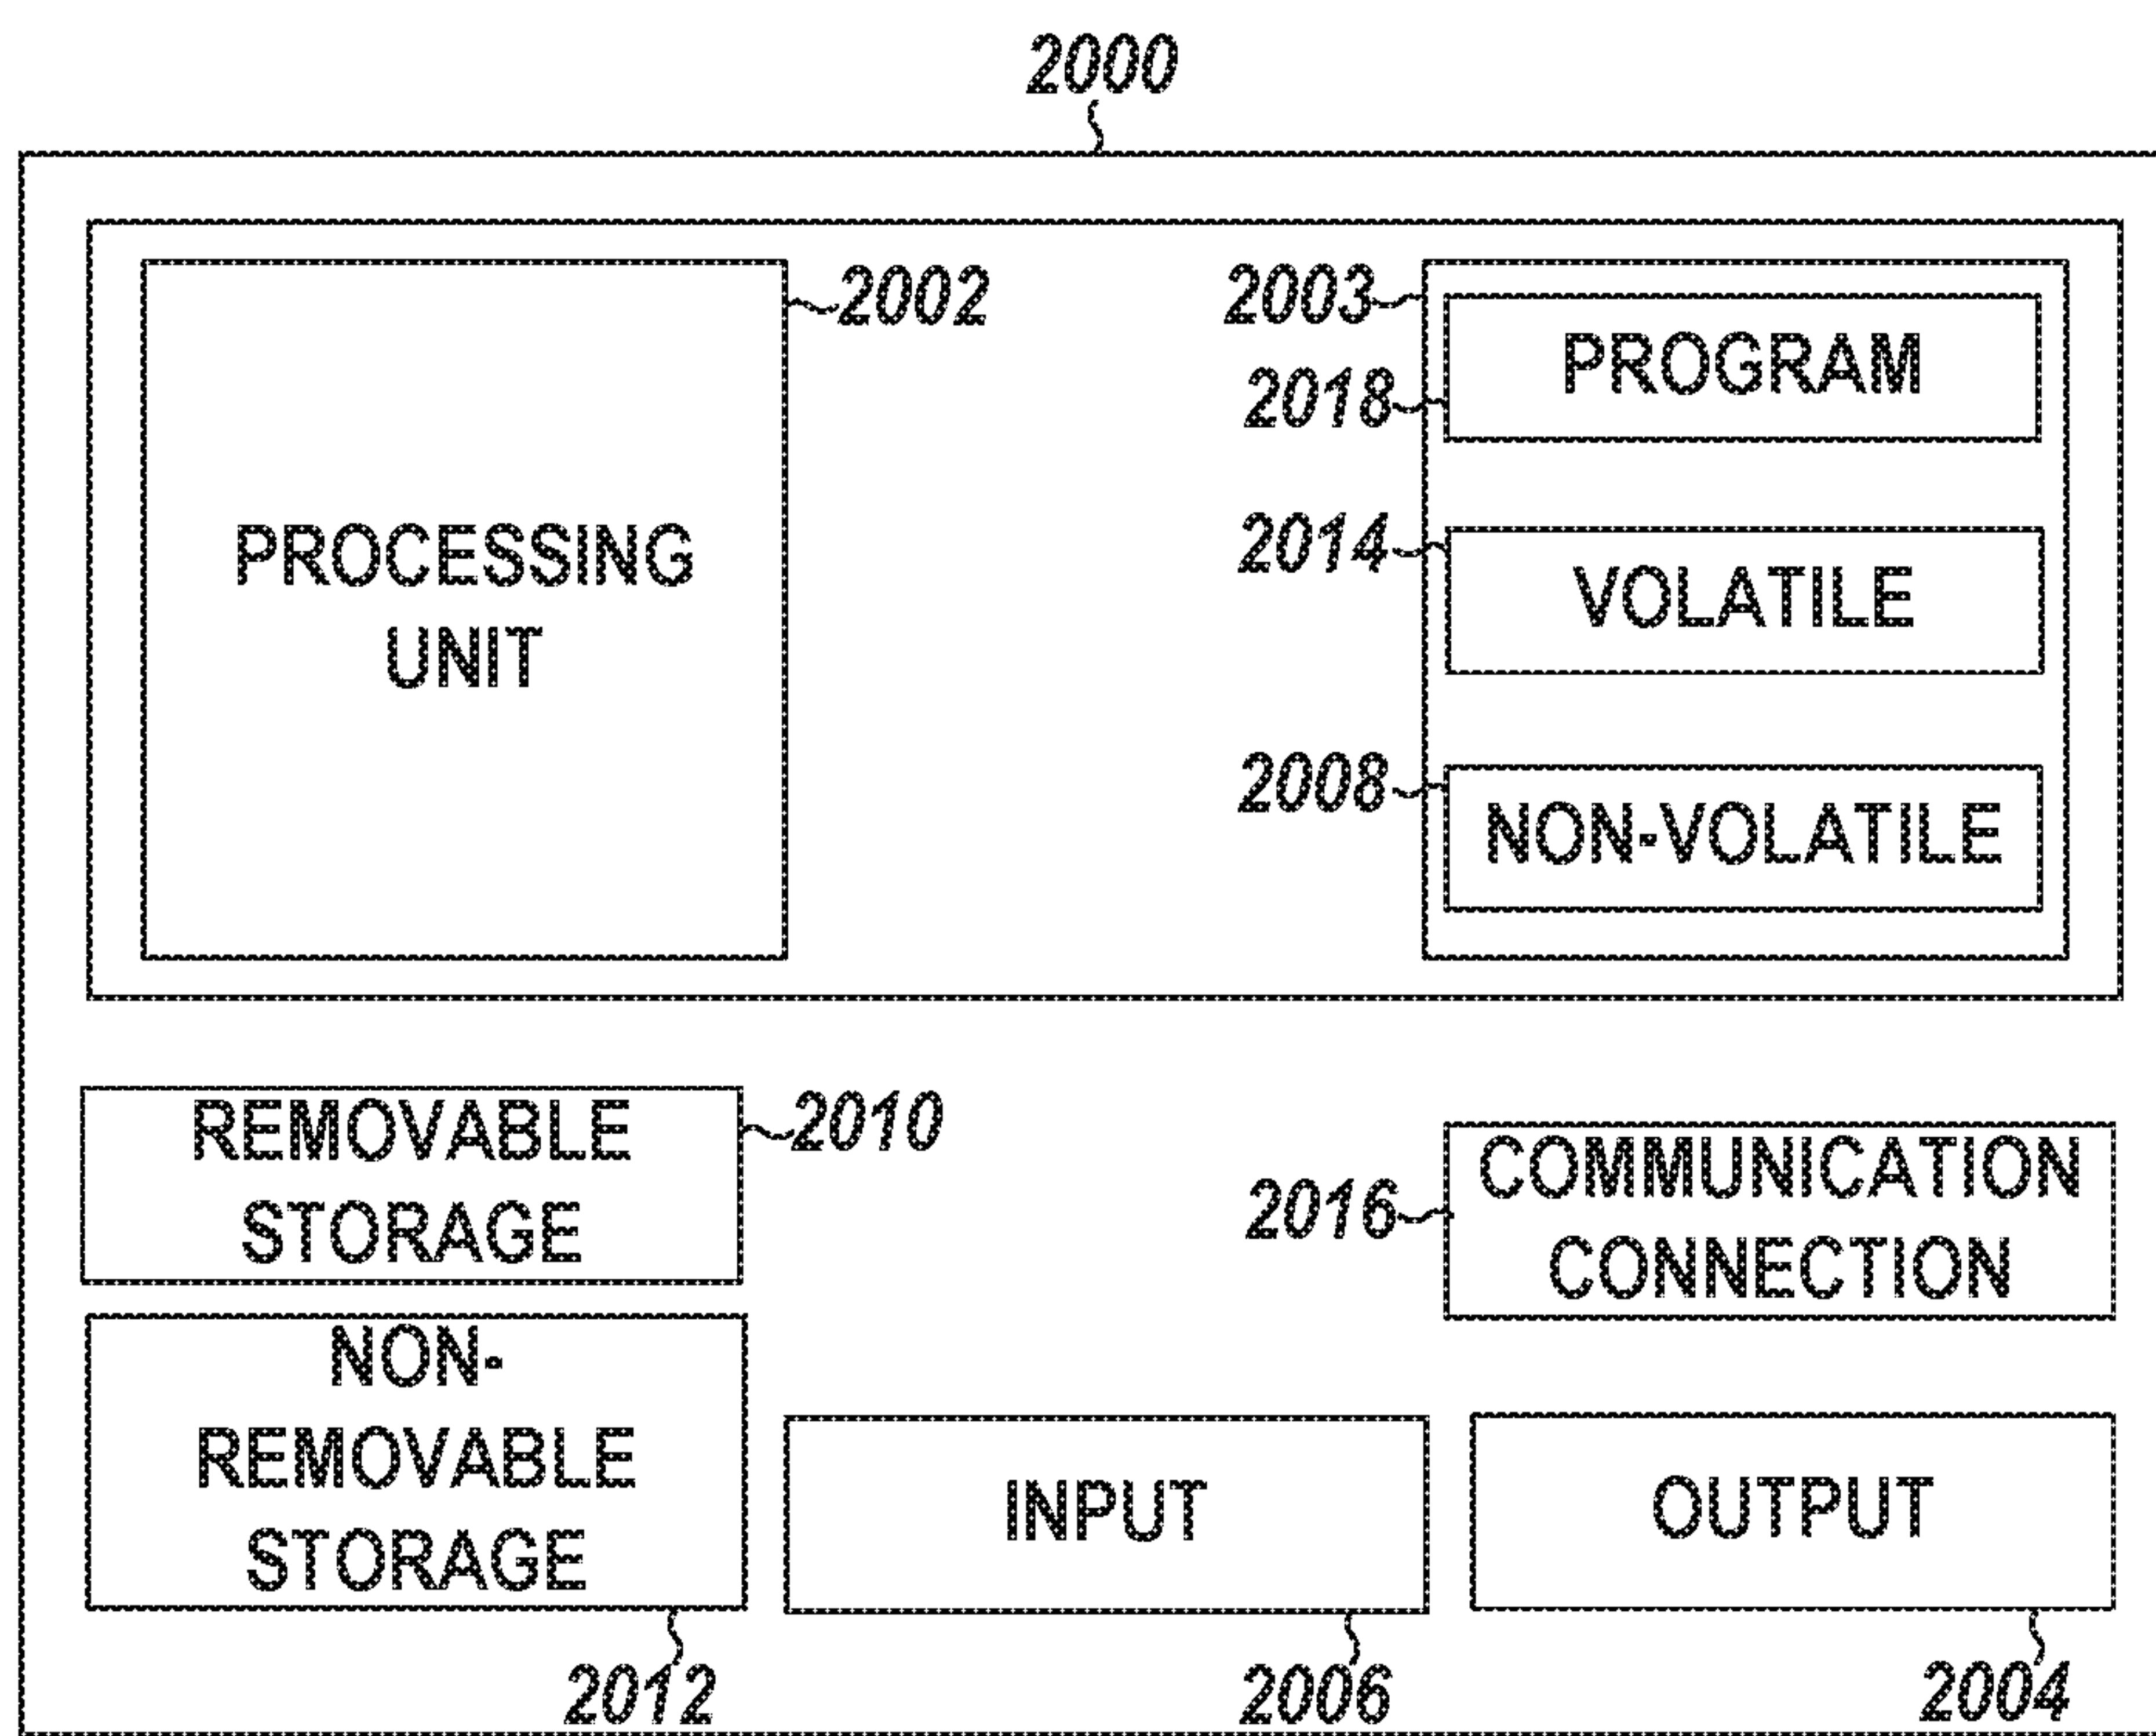 2000
PROCESSING
UNIT
2002
2003
PROGRAM
2018
2014
VOLATILE
2008
NON-VOLATILE
REMOVABLE
STORAGE
2010
2016
COMMUNICATION
CONNECTION
NON-
REMOVABLE
STORAGE
2012
INPUT
2006
OUTPUT
2004